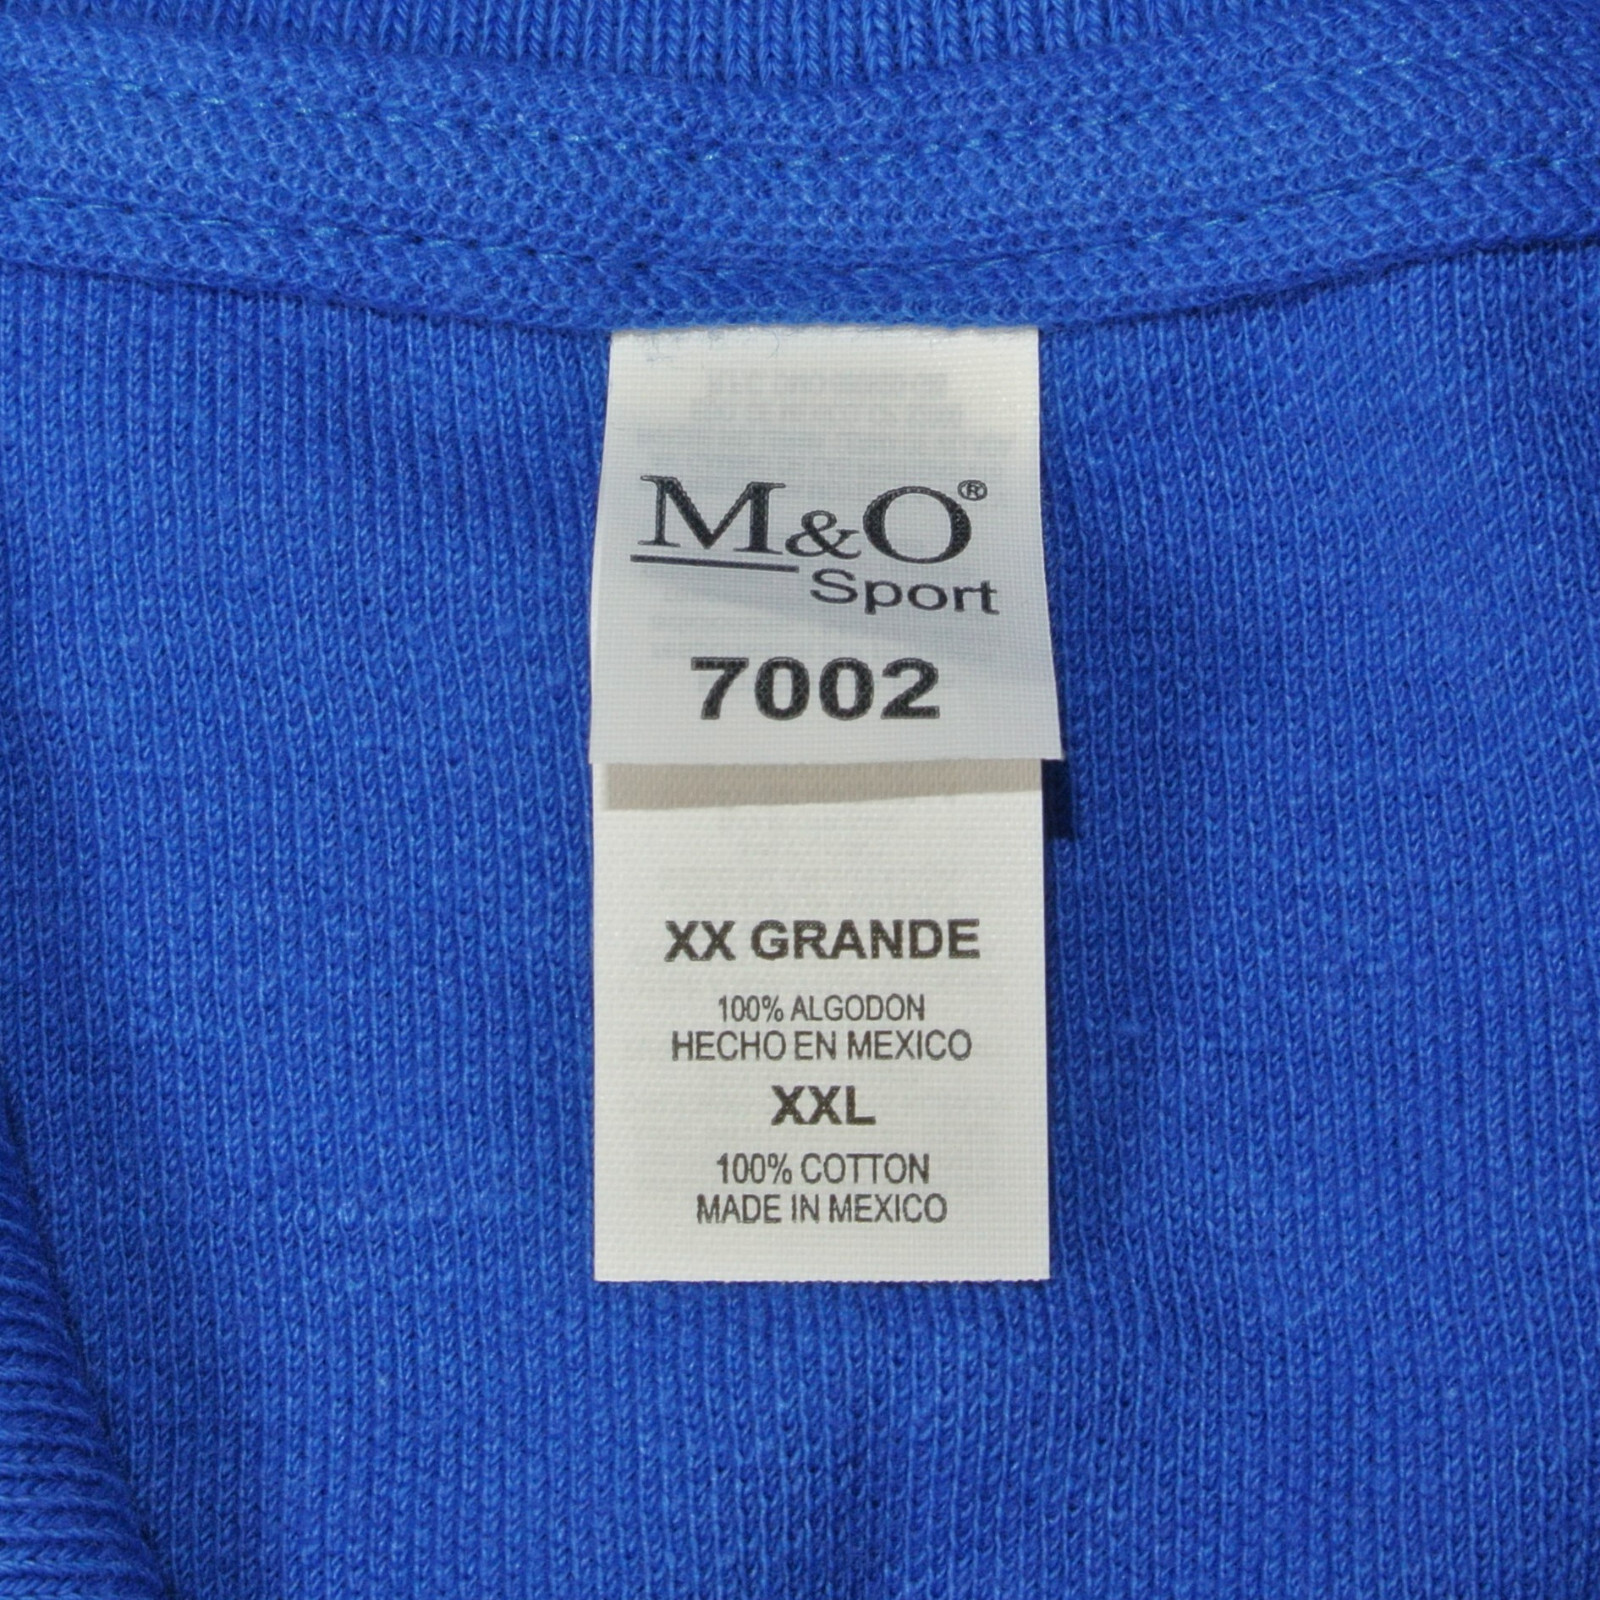 M&O®
Sport
7002
XX GRANDE
100% ALGODON
HECHO EN MEXICO
XXL
100% COTTON
MADE IN MEXICO